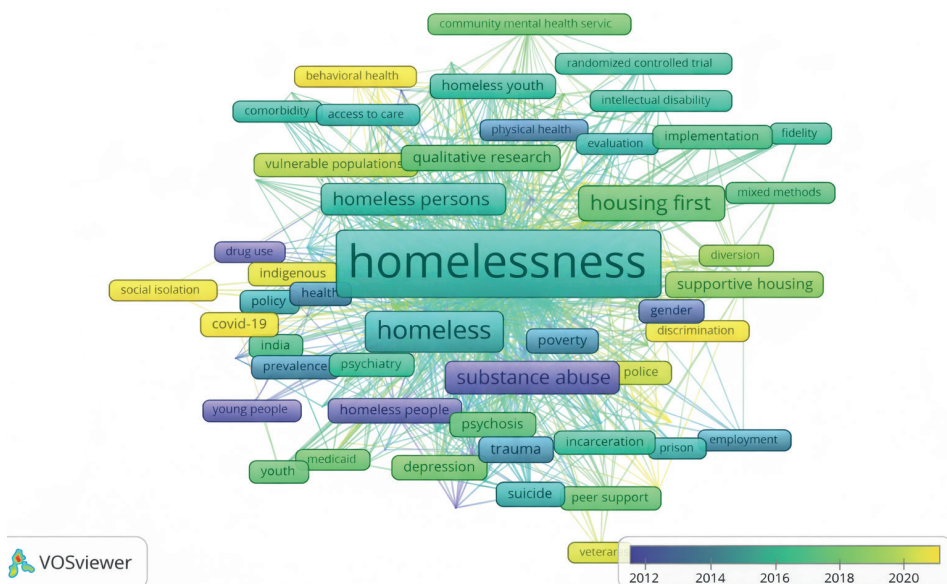 community mental health servic
randomized controlled trial
behavioral health
homeless youth
intellectual disability
comorbidity
access to care
physical health
evaluation
implementation
fidelity
vulnerable populations
qualitative research
homeless persons
housing first
mixed methods
homelessness
drug use
indigenous
diversion
social isolation
policy
health
supportive housing
covid-19
gender
discrimination
india
homeless
poverty
prevalence
psychiatry
substance abuse
police
young people
homeless people
psychosis
trauma
incarceration
prison
employment
youth
medicaid
depression
suicide
peer support
VOSviewer
veteran
2012 2014 2016 2018 2020